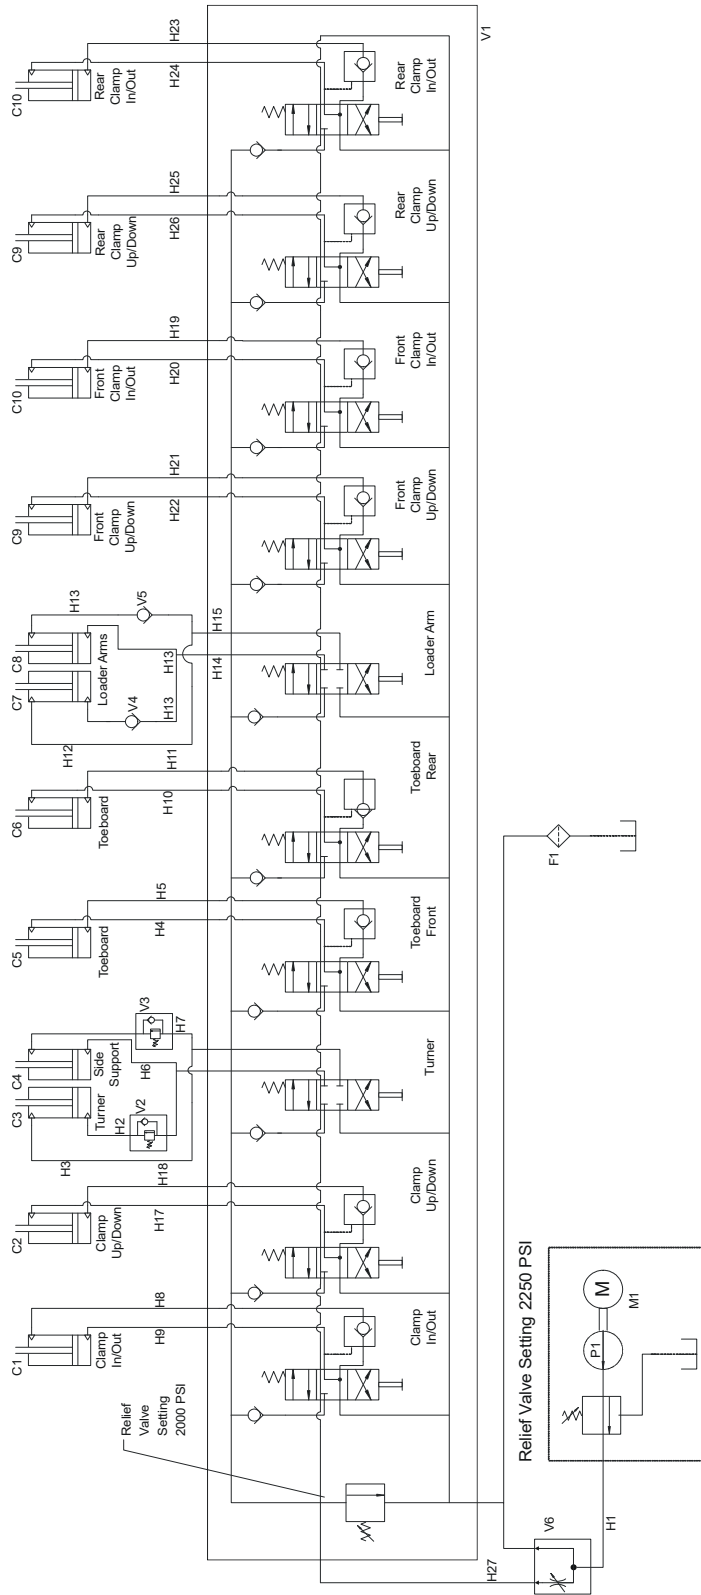 C10
Rear
Clamp
In/Out
H23
H24
Rear
Clamp
In/Out
V1
C9
Rear
Clamp
Up/Down
H25
H26
Rear
Clamp
Up/Down
C10
Front
Clamp
In/Out
H19
H20
Front
Clamp
In/Out
C9
Front
Clamp
Up/Down
H21
H22
Front
Clamp
Up/Down
C8
C7
Loader Arms
H13
V5
H13
H13
V4
H15
H14
H12
Loader Arm
C6
Toeboard
H11
H10
Toeboard
Rear
C5
Toeboard
H5
H4
Toeboard
Front
C4
C3
Side
Support
Turner
V3
H7
H6
V2
H2
H3
Turner
C2
Clamp
Up/Down
H18
H17
Clamp
Up/Down
C1
Clamp
In/Out
H8
H9
Clamp
In/Out
Relief
Valve
Setting
2000 PSI
F1
Relief Valve Setting 2250 PSI
M
M1
P1
V6
H1
H27